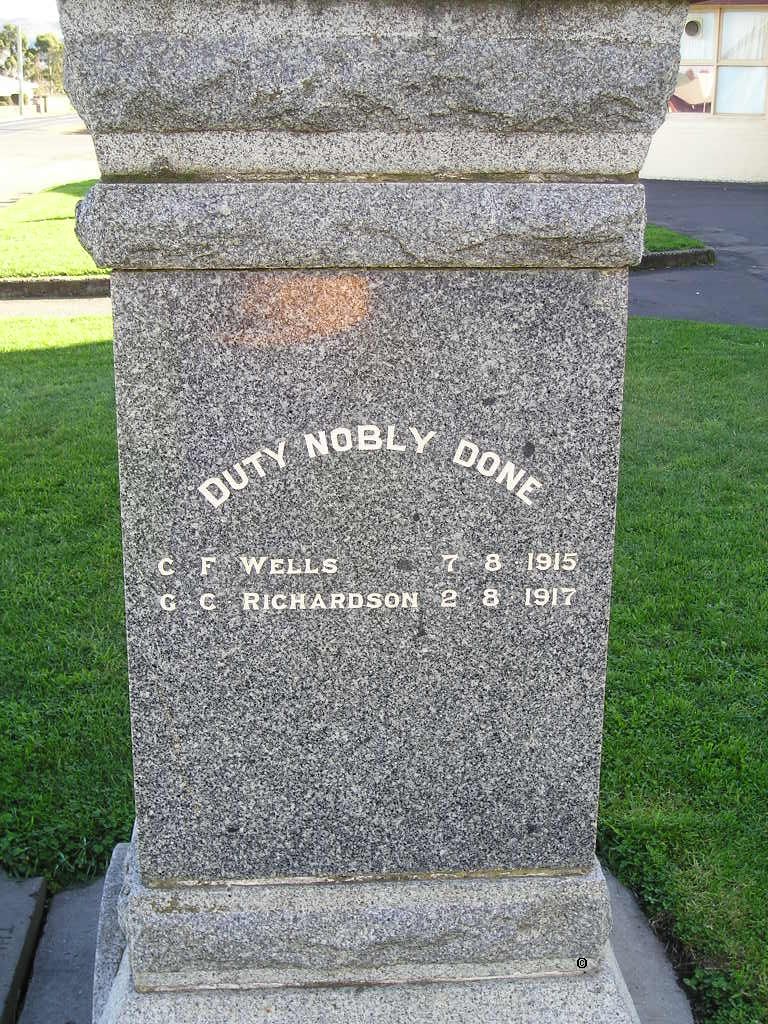 DUTY NOBLY DONE
C F WELLS 7 8 1915
G C RICHARDSON 2 8 1917